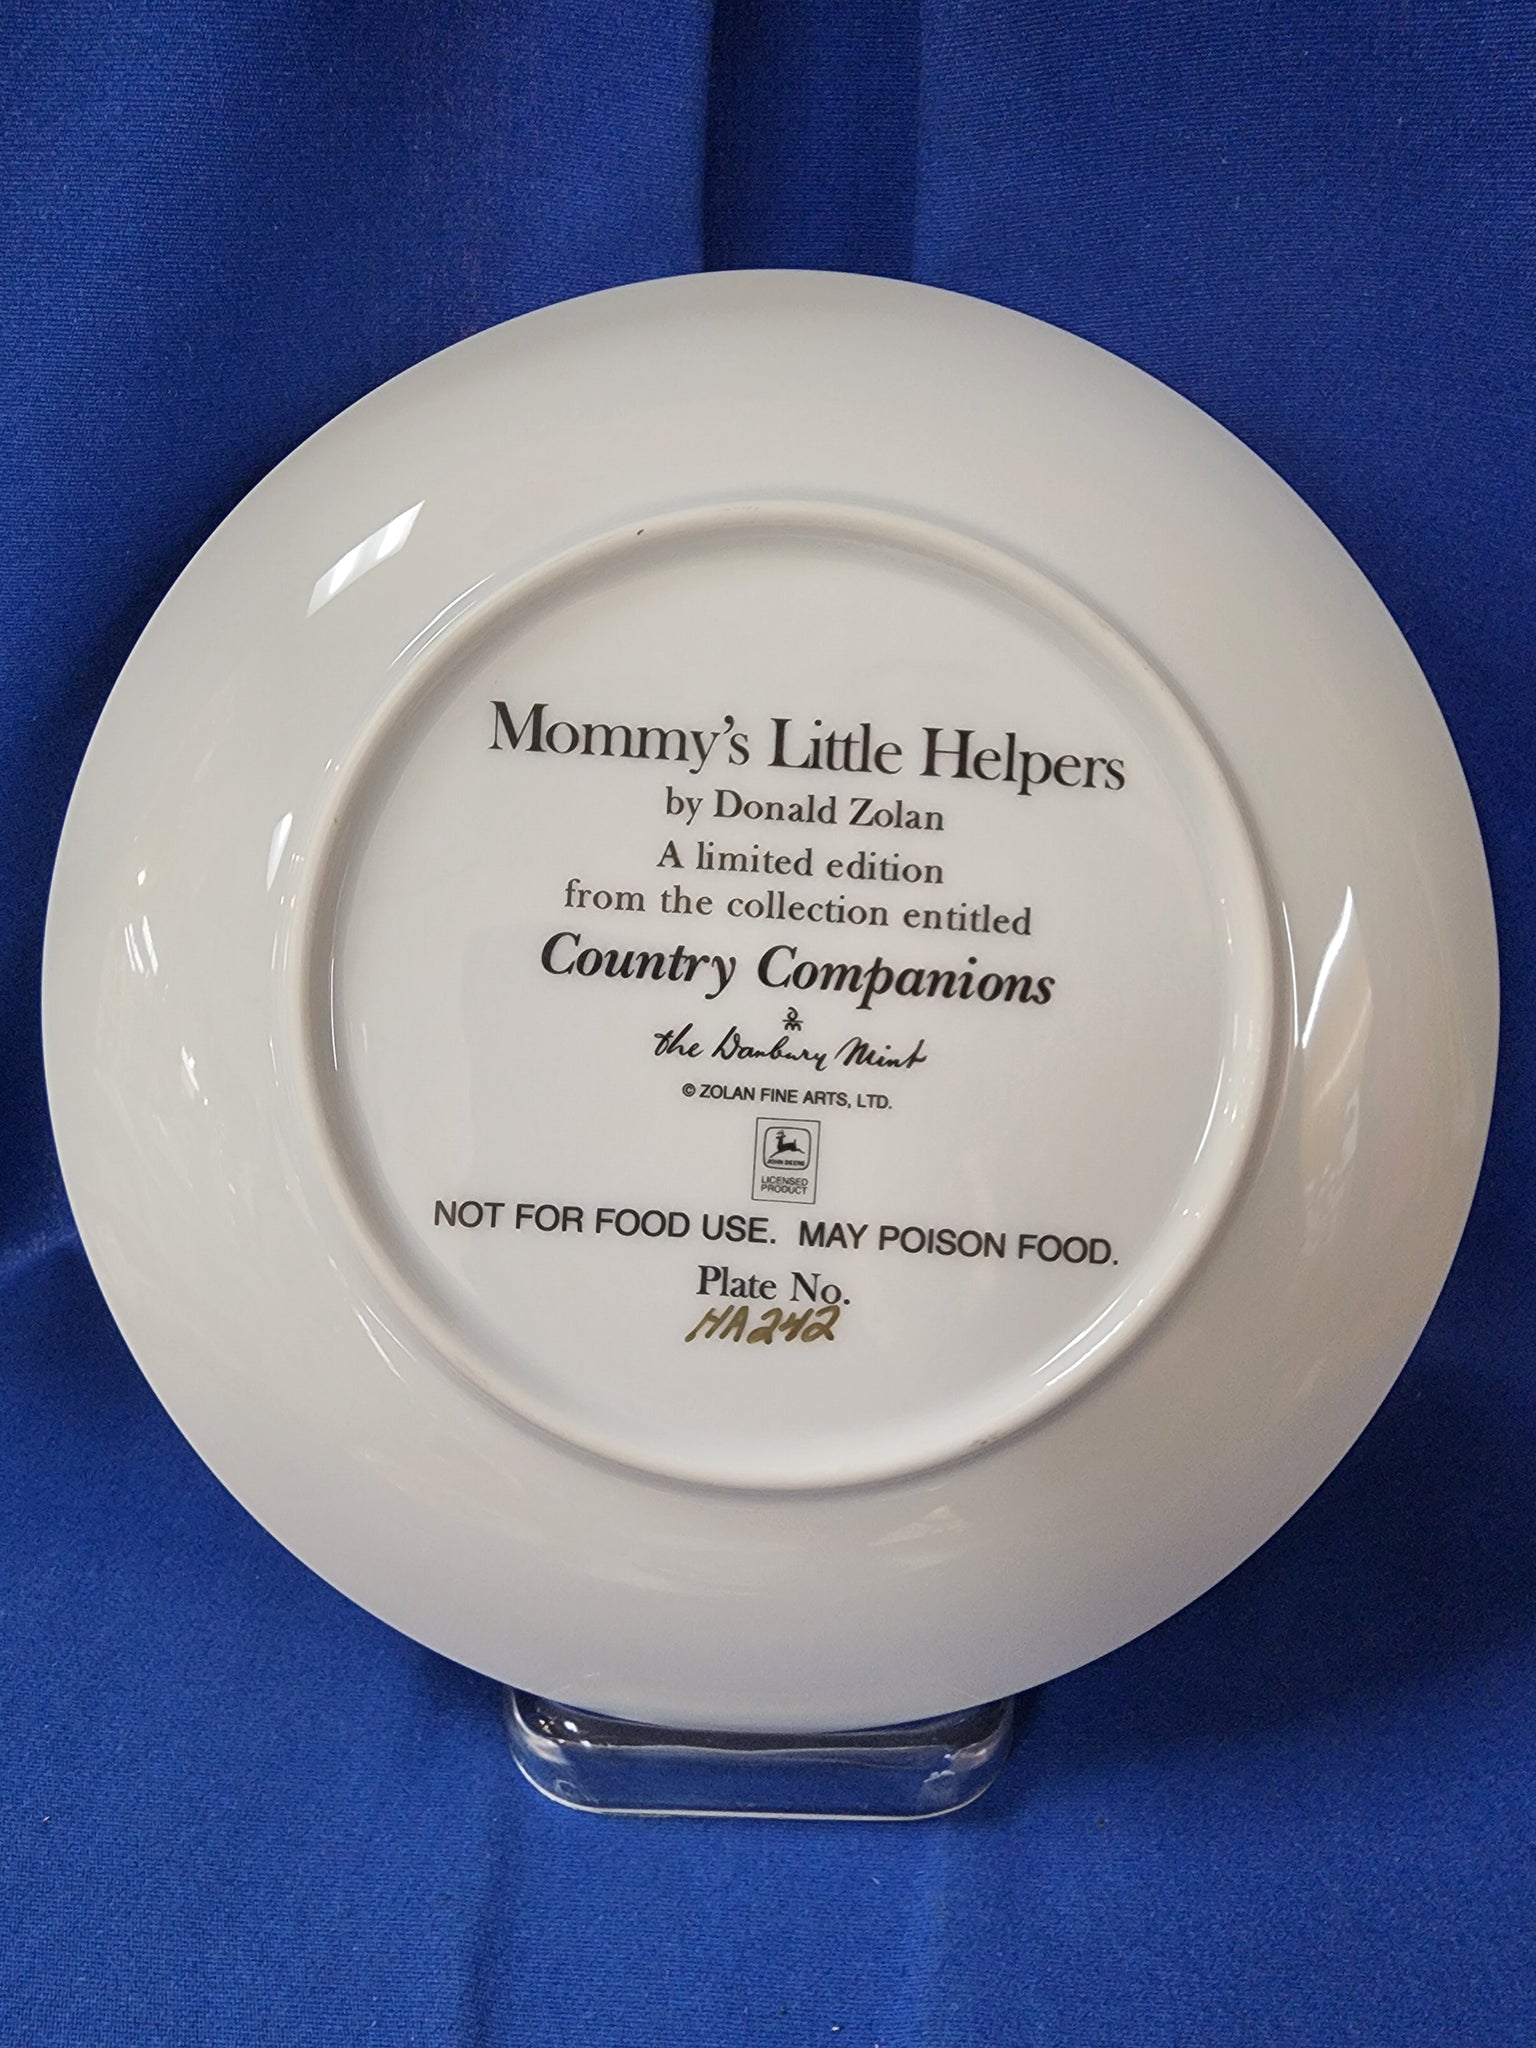 Mommy's Little Helpers
by Donald Zolan
A limited edition
from the collection entitled
Country Companions
DM
the Danbury Mint
© ZOLAN FINE ARTS, LTD.
JOHN DEERE
LICENSED
PRODUCT
NOT FOR FOOD USE. MAY POISON FOOD.
Plate No.
HA242